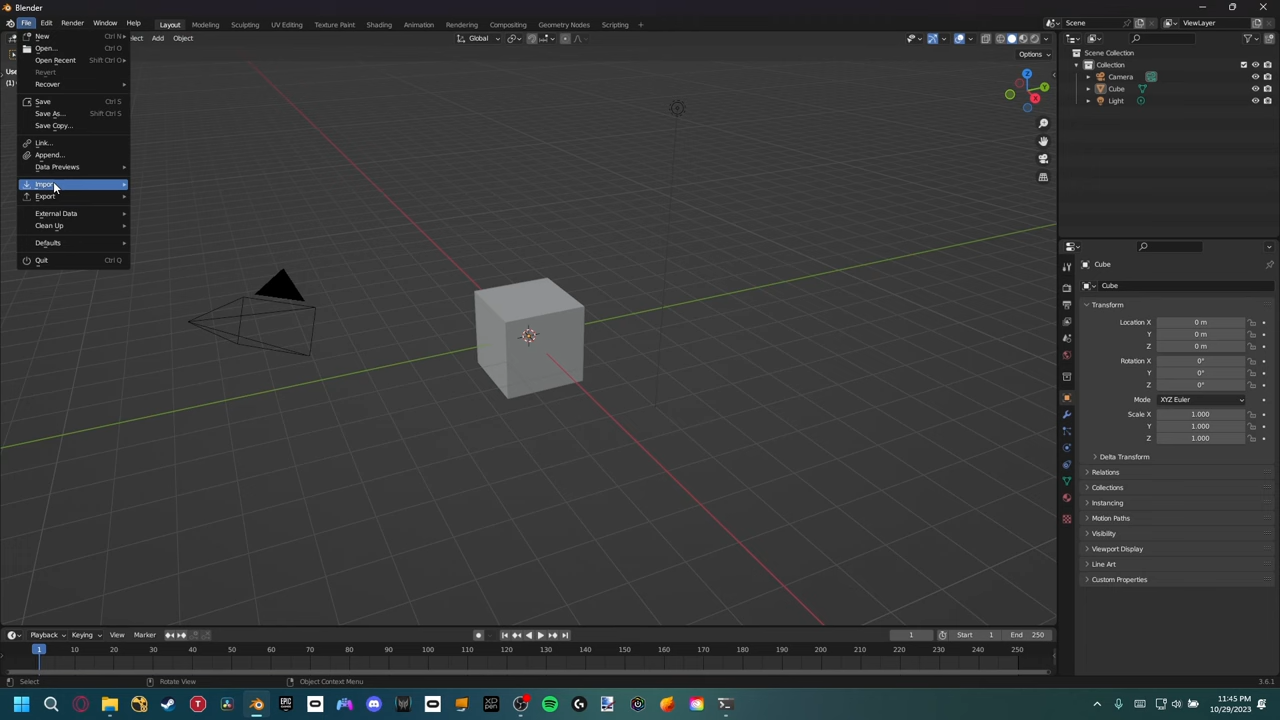 Blender
File Edit Render Window Help Layout Modeling Sculpting UV Editing Texture Paint Shading Animation Rendering Compositing Geometry Nodes Scripting + Scene ViewLayer
Add Object Global
Options
New Ctrl N
Open... Ctrl O
Open Recent Shift Ctrl O
Revert
Recover
Save Ctrl S
Save As... Shift Ctrl S
Save Copy...
Link...
Append...
Data Previews
Export
External Data
Clean Up
Defaults
Quit Ctrl Q
(1)
Z
Y
X
Scene Collection
Collection
Camera
Cube
Light
Cube
Cube
Transform
Location X 0 m
Y 0 m
Z 0 m
Rotation X 0°
Y 0°
Z 0°
Mode XYZ Euler
Scale X 1.000
Y 1.000
Z 1.000
Delta Transform
Relations
Collections
Instancing
Motion Paths
Visibility
Viewport Display
Line Art
Custom Properties
Playback Keying View Marker 1 Start 1 End 250
1 10 20 30 40 50 60 70 80 90 100 110 120 130 140 150 160 170 180 190 200 210 220 230 240 250
Select Rotate View Object Context Menu 3.6.1
11:45 PM
10/29/2023